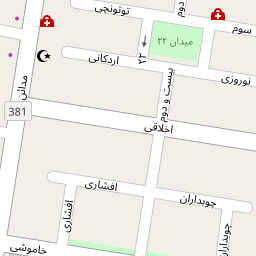 توتونچی
دوم
سوم
میدان ۲۲
۲۲
اردکانی
نوروزی
مدائن
بیست و دوم
381
اخلاقی
افشاری
افشاری
چوبداران
چوبداران
خاموشی